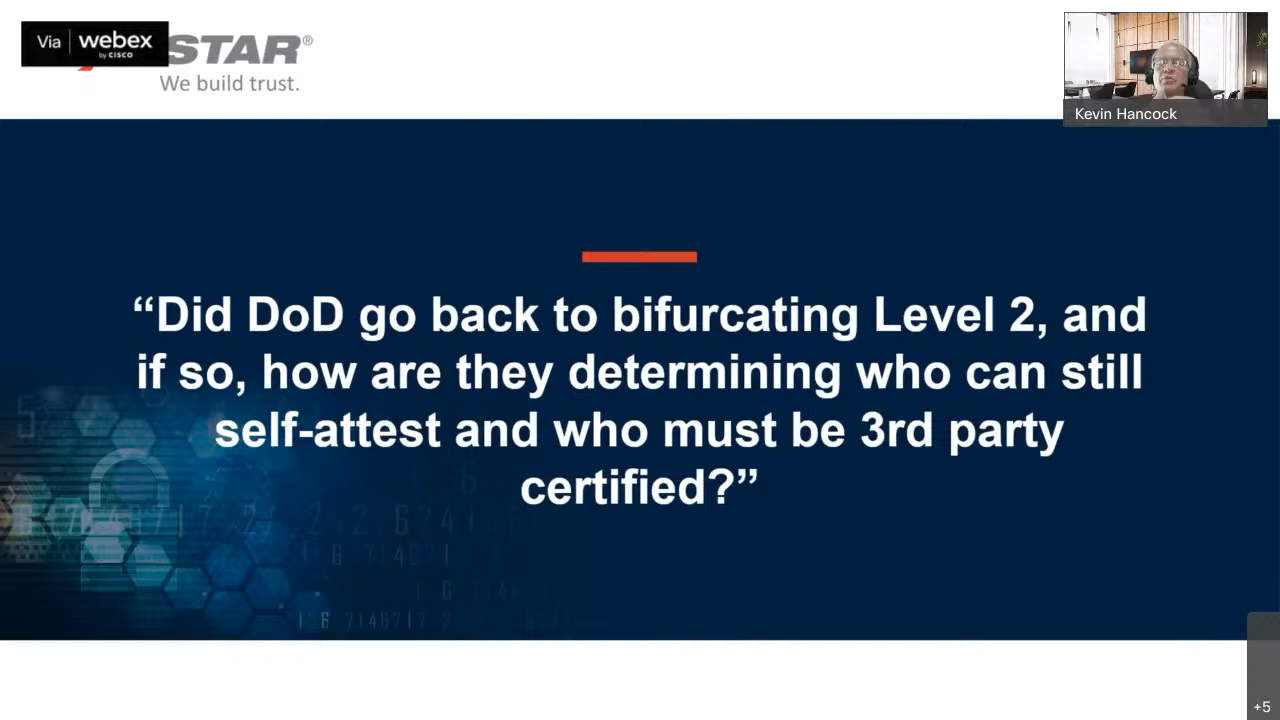 Via webex
by CISCO
STAR®
We build trust.
Kevin Hancock
“Did DoD go back to bifurcating Level 2, and
if so, how are they determining who can still
self-attest and who must be 3rd party
certified?”
+5